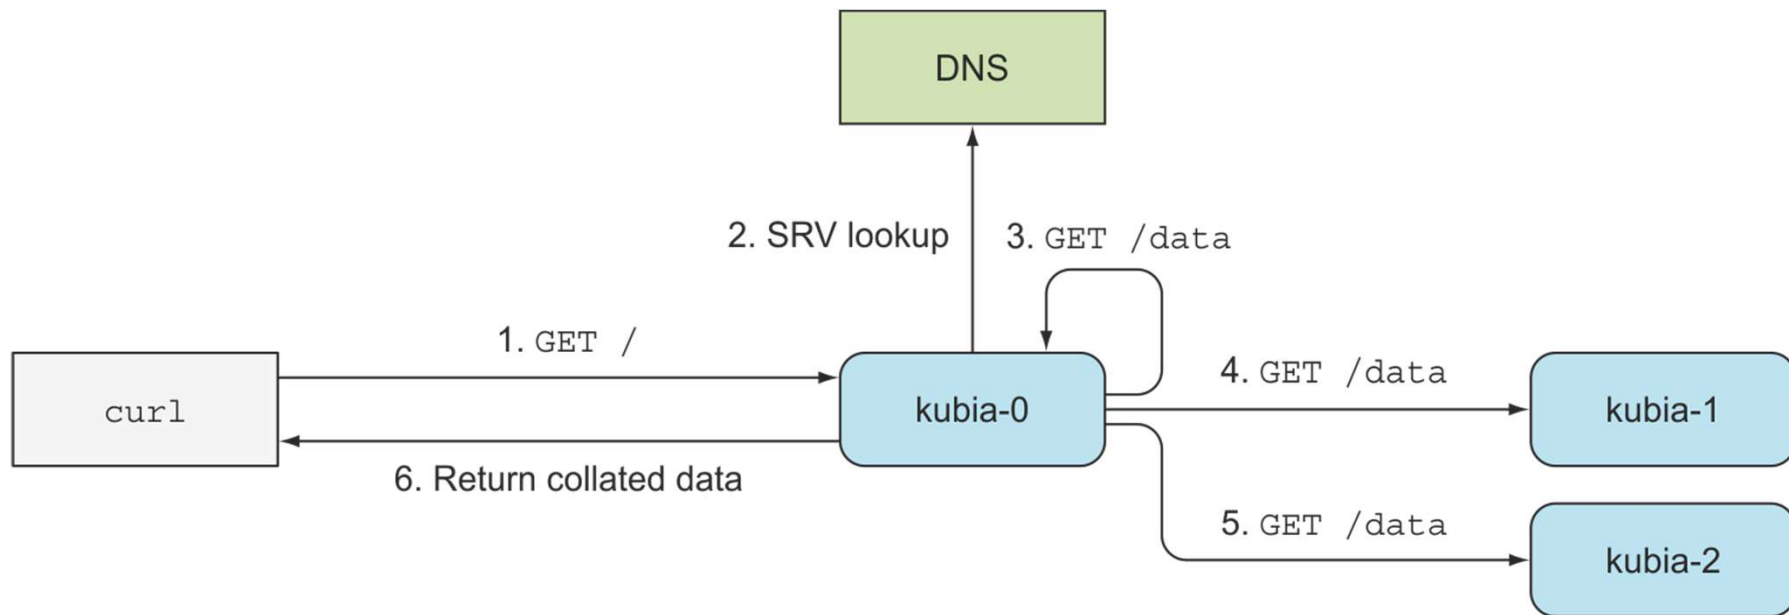 DNS
2. SRV lookup
3. GET /data
1. GET /
4. GET /data
curl
kubia-0
kubia-1
6. Return collated data
5. GET /data
kubia-2